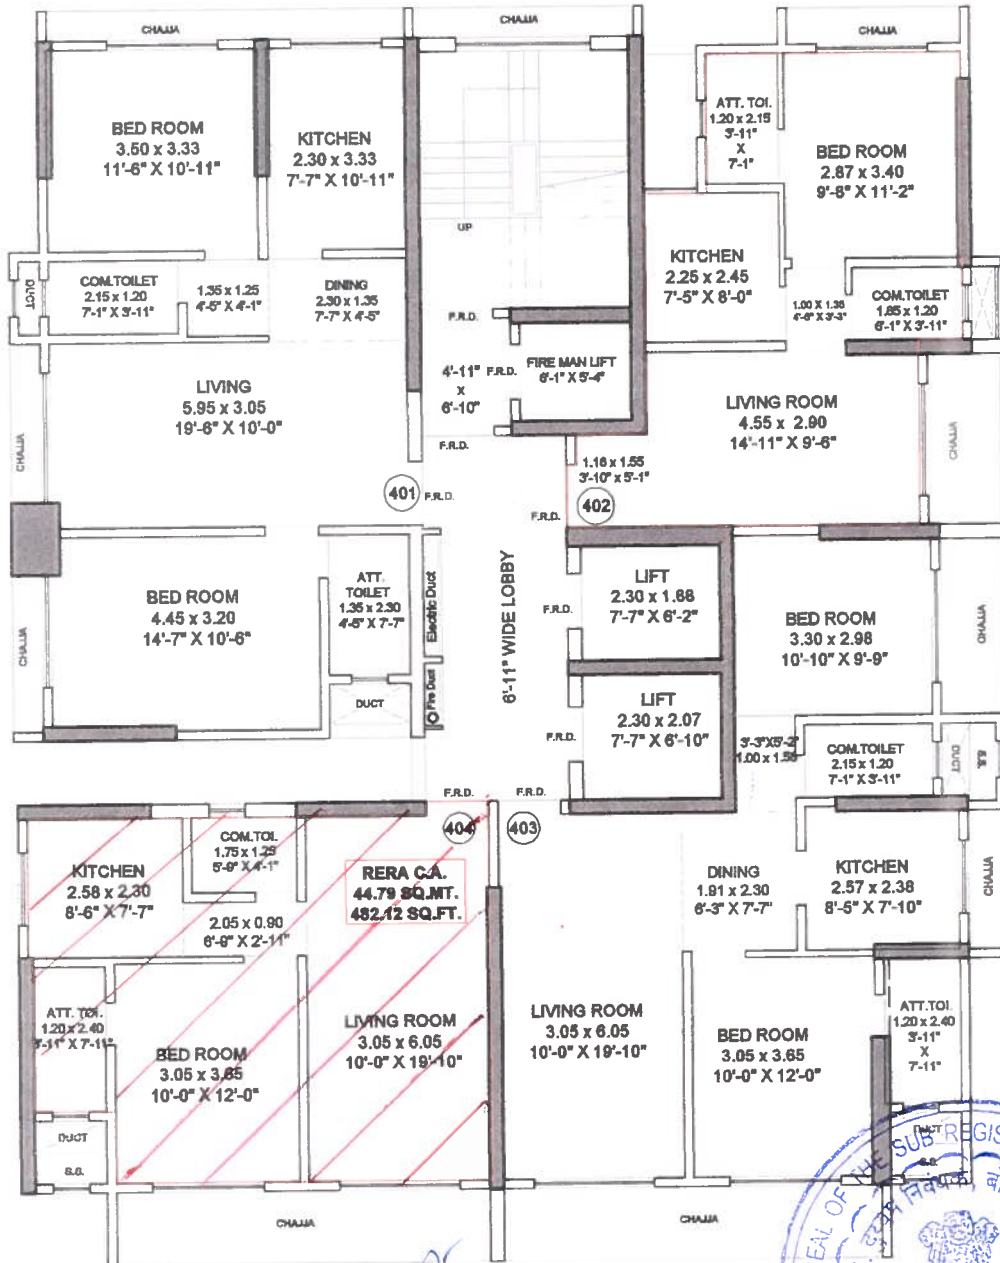 CHAJJA
CHAJJA
CHAJJA
BED ROOM
3.50 x 3.33
11'-6" X 10'-11"
KITCHEN
2.30 x 3.33
7'-7" X 10'-11"
UP
ATT. TOI.
1.20 x 2.15
3'-11"
X
7'-1"
BED ROOM
2.87 x 3.40
9'-8" X 11'-2"
KITCHEN
2.25 x 2.45
7'-5" X 8'-0"
DUCT
COM.TOILET
2.15 x 1.20
7'-1" X 3'-11"
1.35 x 1.25
4'-5" X 4'-1"
DINING
2.30 x 1.35
7'-7" X 4'-5"
COM.TOILET
1.85 x 1.20
6'-1" X 3'-11"
F.R.D.
FIRE MAN LIFT
6'-1" X 5'-4"
4'-11"
X
6'-10"
F.R.D.
F.R.D.
LIVING
5.95 x 3.05
19'-6" X 10'-0"
LIVING ROOM
4.55 x 2.90
14'-11" X 9'-6"
CHAJJA
CHAJJA
1.16 x 1.55
3'-10" x 5'-1"
401
F.R.D.
402
F.R.D.
BED ROOM
4.45 x 3.20
14'-7" X 10'-6"
CHAJJA
ATT.
TOILET
1.35 x 2.30
4'-5" X 7'-7"
Electric Duct
Fire Duct
DUCT
6'-11" WIDE LOBBY
F.R.D.
LIFT
2.30 x 1.88
7'-7" X 6'-2"
BED ROOM
3.30 x 2.98
10'-10" X 9'-9"
CHAJJA
F.R.D.
LIFT
2.30 x 2.07
7'-7" X 6'-10"
3'-3"X5'-2"
COM.TOILET
2.15 x 1.20
7'-1" X 3'-11"
DUCT
S.B.
F.R.D.
F.R.D.
404
403
KITCHEN
2.58 x 2.30
8'-6" X 7'-7"
COM.TOI.
1.75 x 1.25
5'-9" X 4'-1"
RERA C.A.
44.79 SQ.MT.
482.12 SQ.FT.
2.05 x 0.90
6'-9" X 2'-11"
DINING
1.91 x 2.30
6'-3" X 7'-7"
KITCHEN
2.57 x 2.38
8'-5" X 7'-10"
CHAJJA
ATT. TOI.
1.20 x 2.40
3'-11" X 7'-11"
BED ROOM
3.05 x 3.65
10'-0" X 12'-0"
LIVING ROOM
3.05 x 6.05
10'-0" X 19'-10"
LIVING ROOM
3.05 x 6.05
10'-0" X 19'-10"
BED ROOM
3.05 x 3.65
10'-0" X 12'-0"
ATT.TOI.
1.20 x 2.40
3'-11"
X
7'-11"
DUCT
S.B.
DUCT
S.B.
CHAJJA
CHAJJA
SEAL OF THE SUB REGIS